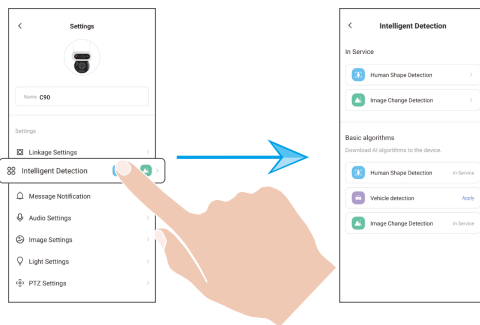 Settings
Name C90
Settings
Linkage Settings
Intelligent Detection
Message Notification
Audio Settings
Image Settings
Light Settings
PTZ Settings
Intelligent Detection
In Service
Human Shape Detection
Image Change Detection
Basic algorithms
Download AI algorithms to the device.
Human Shape Detection In Service
Vehicle detection Apply
Image Change Detection In Service